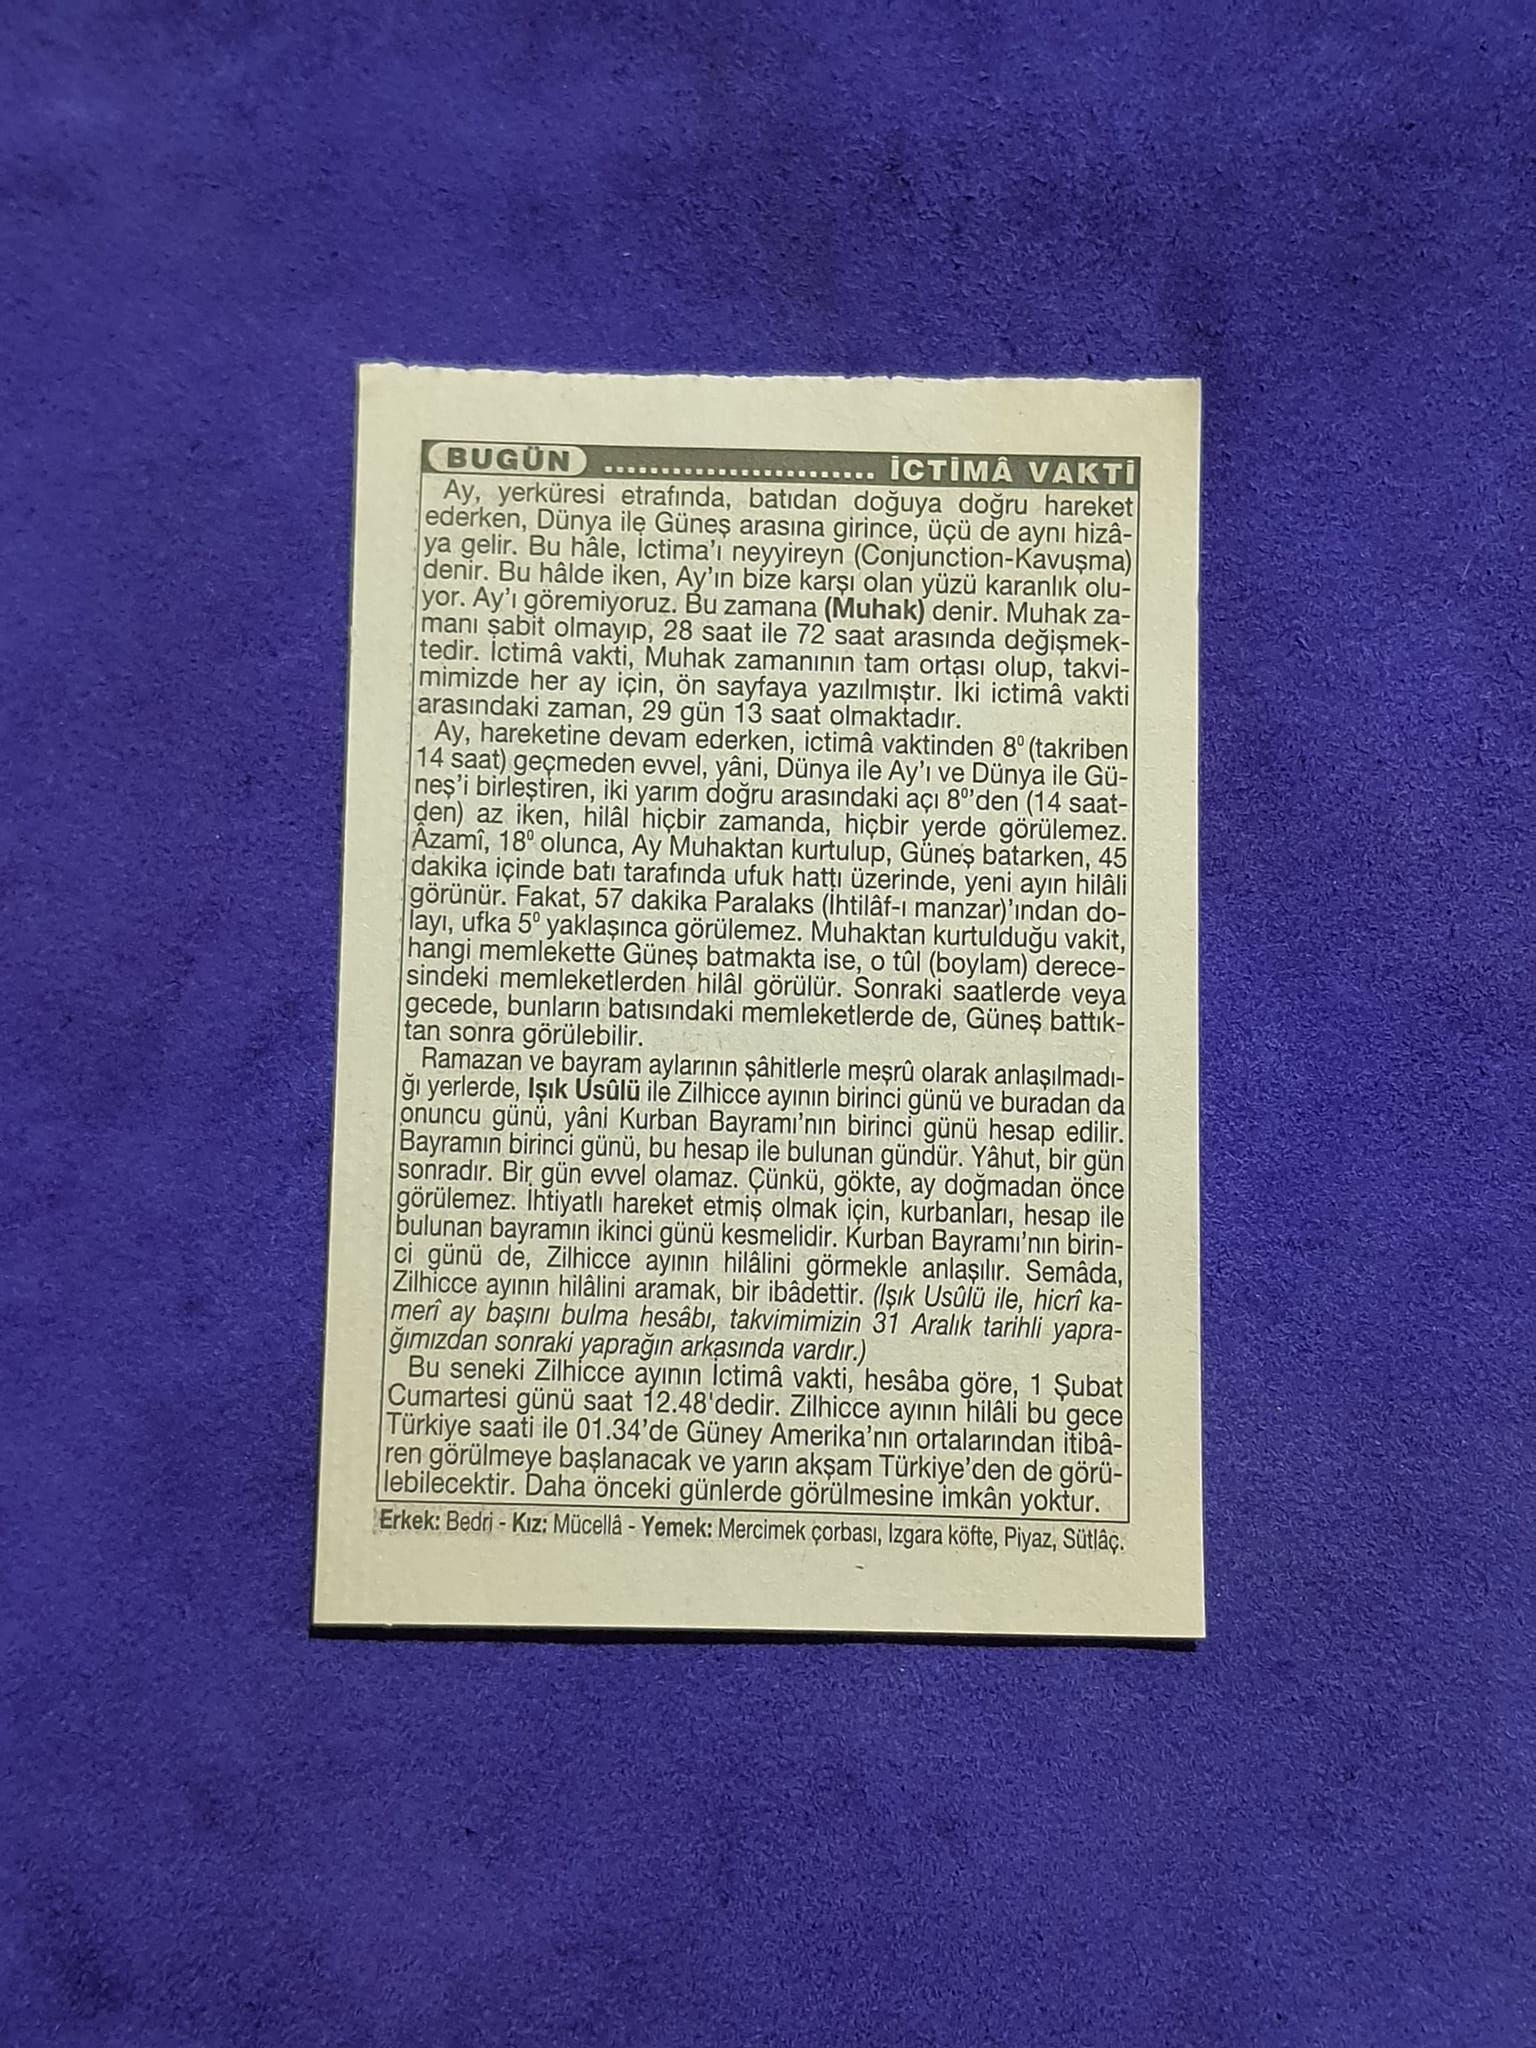 BUGÜN ........................ İCTİMÂ VAKTİ
Ay, yerküresi etrafında, batıdan doğuya doğru hareket
ederken, Dünya ile Güneş arasına girince, üçü de aynı hizâ-
ya gelir. Bu hâle, İctima’ı neyyireyn (Conjunction-Kavuşma)
denir. Bu hâlde iken, Ay’ın bize karşı olan yüzü karanlık olu-
yor. Ay’ı göremiyoruz. Bu zamana (Muhak) denir. Muhak za-
manı sabit olmayıp, 28 saat ile 72 saat arasında değişmek-
tedir. İctimâ vakti, Muhak zamanının tam ortası olup, takvi-
mimizde her ay için, ön sayfaya yazılmıştır. İki ictimâ vakti
arasındaki zaman, 29 gün 13 saat olmaktadır.
Ay, hareketine devam ederken, ictimâ vaktinden 8⁰ (takriben
14 saat) geçmeden evvel, yâni, Dünya ile Ay’ı ve Dünya ile Gü-
neş’i birleştiren, iki yarım doğru arasındaki açı 8⁰’den (14 saat-
den) az iken, hilâl hiçbir zamanda, hiçbir yerde görülemez.
Âzamî, 18⁰ olunca, Ay Muhaktan kurtulup, Güneş batarken, 45
dakika içinde batı tarafında ufuk hattı üzerinde, yeni ayın hilâli
görünür. Fakat, 57 dakika Paralaks (İhtilâf-ı manzar)’ından do-
layı, ufka 5⁰ yaklaşınca görülemez. Muhaktan kurtulduğu vakit,
hangi memlekette Güneş batmakta ise, o tûl (boylam) derece-
sindeki memleketlerden hilâl görülür. Sonraki saatlerde veya
gecede, bunların batısındaki memleketlerde de, Güneş battık-
tan sonra görülebilir.
Ramazan ve bayram aylarının şâhitlerle meşrû olarak anlaşılmadı-
ğı yerlerde, Işık Usûlü ile Zilhicce ayının birinci günü ve buradan da
onuncu günü, yâni Kurban Bayramı’nın birinci günü hesap edilir.
Bayramın birinci günü, bu hesap ile bulunan gündür. Yâhut, bir gün
sonradır. Bir gün evvel olamaz. Çünkü, gökte, ay doğmadan önce
görülemez. İhtiyatlı hareket etmiş olmak için, kurbanları, hesap ile
bulunan bayramın ikinci günü kesmelidir. Kurban Bayramı’nın birin-
ci günü de, Zilhicce ayının hilâlini görmekle anlaşılır. Semâda,
Zilhicce ayının hilâlini aramak, bir ibâdettir. (Işık Usûlü ile, hicrî ka-
merî ay başını bulma hesâbı, takvimimizin 31 Aralık tarihli yapra-
ğımızdan sonraki yaprağın arkasında vardır.)
Bu seneki Zilhicce ayının İctimâ vakti, hesâba göre, 1 Şubat
Cumartesi günü saat 12.48'dedir. Zilhicce ayının hilâli bu gece
Türkiye saati ile 01.34’de Güney Amerika’nın ortalarından itibâ-
ren görülmeye başlanacak ve yarın akşam Türkiye’den de görü-
lebilecektir. Daha önceki günlerde görülmesine imkân yoktur.
Erkek: Bedri - Kız: Mücellâ - Yemek: Mercimek çorbası, Izgara köfte, Piyaz, Sütlâç.